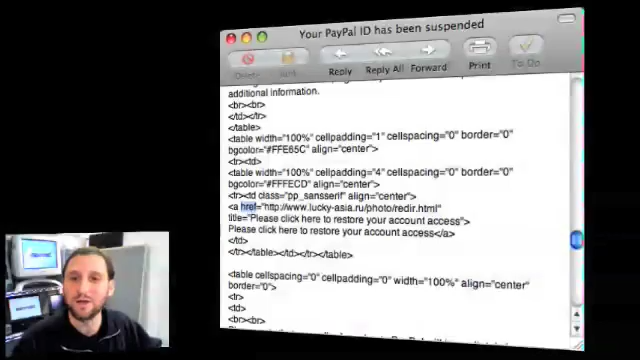 Your PayPal ID has been suspended
Delete Junk Reply Reply All Forward Print To Do
additional information.
<br><br>
</td></tr>
</table>
<table width="100%" cellpadding="1" cellspacing="0" border="0"
bgcolor="#FFE65C" align="center">
<tr><td>
<table width="100%" cellpadding="4" cellspacing="0" border="0"
bgcolor="#FFFECD" align="center">
<tr><td class="pp_sansserif" align="center">
<a href="http://www.lucky-asia.ru/photo/redir.html"
title="Please click here to restore your account access">
Please click here to restore your account access</a>
</td>
</tr></table></td></tr></table>
<table cellspacing="0" cellpadding="0" width="100%" align="center"
border="0">
<tr>
<td>
<br><br>